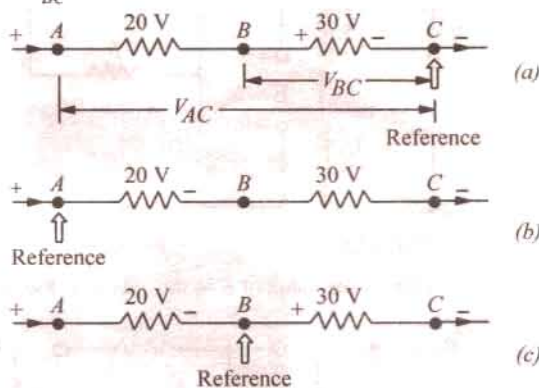 BC
A 20 V B 30 V C
+ + − −
(a)
V_BC
V_AC
Reference
A 20 V B 30 V C
+ − −
(b)
Reference
A 20 V B 30 V C
+ − + −
(c)
Reference